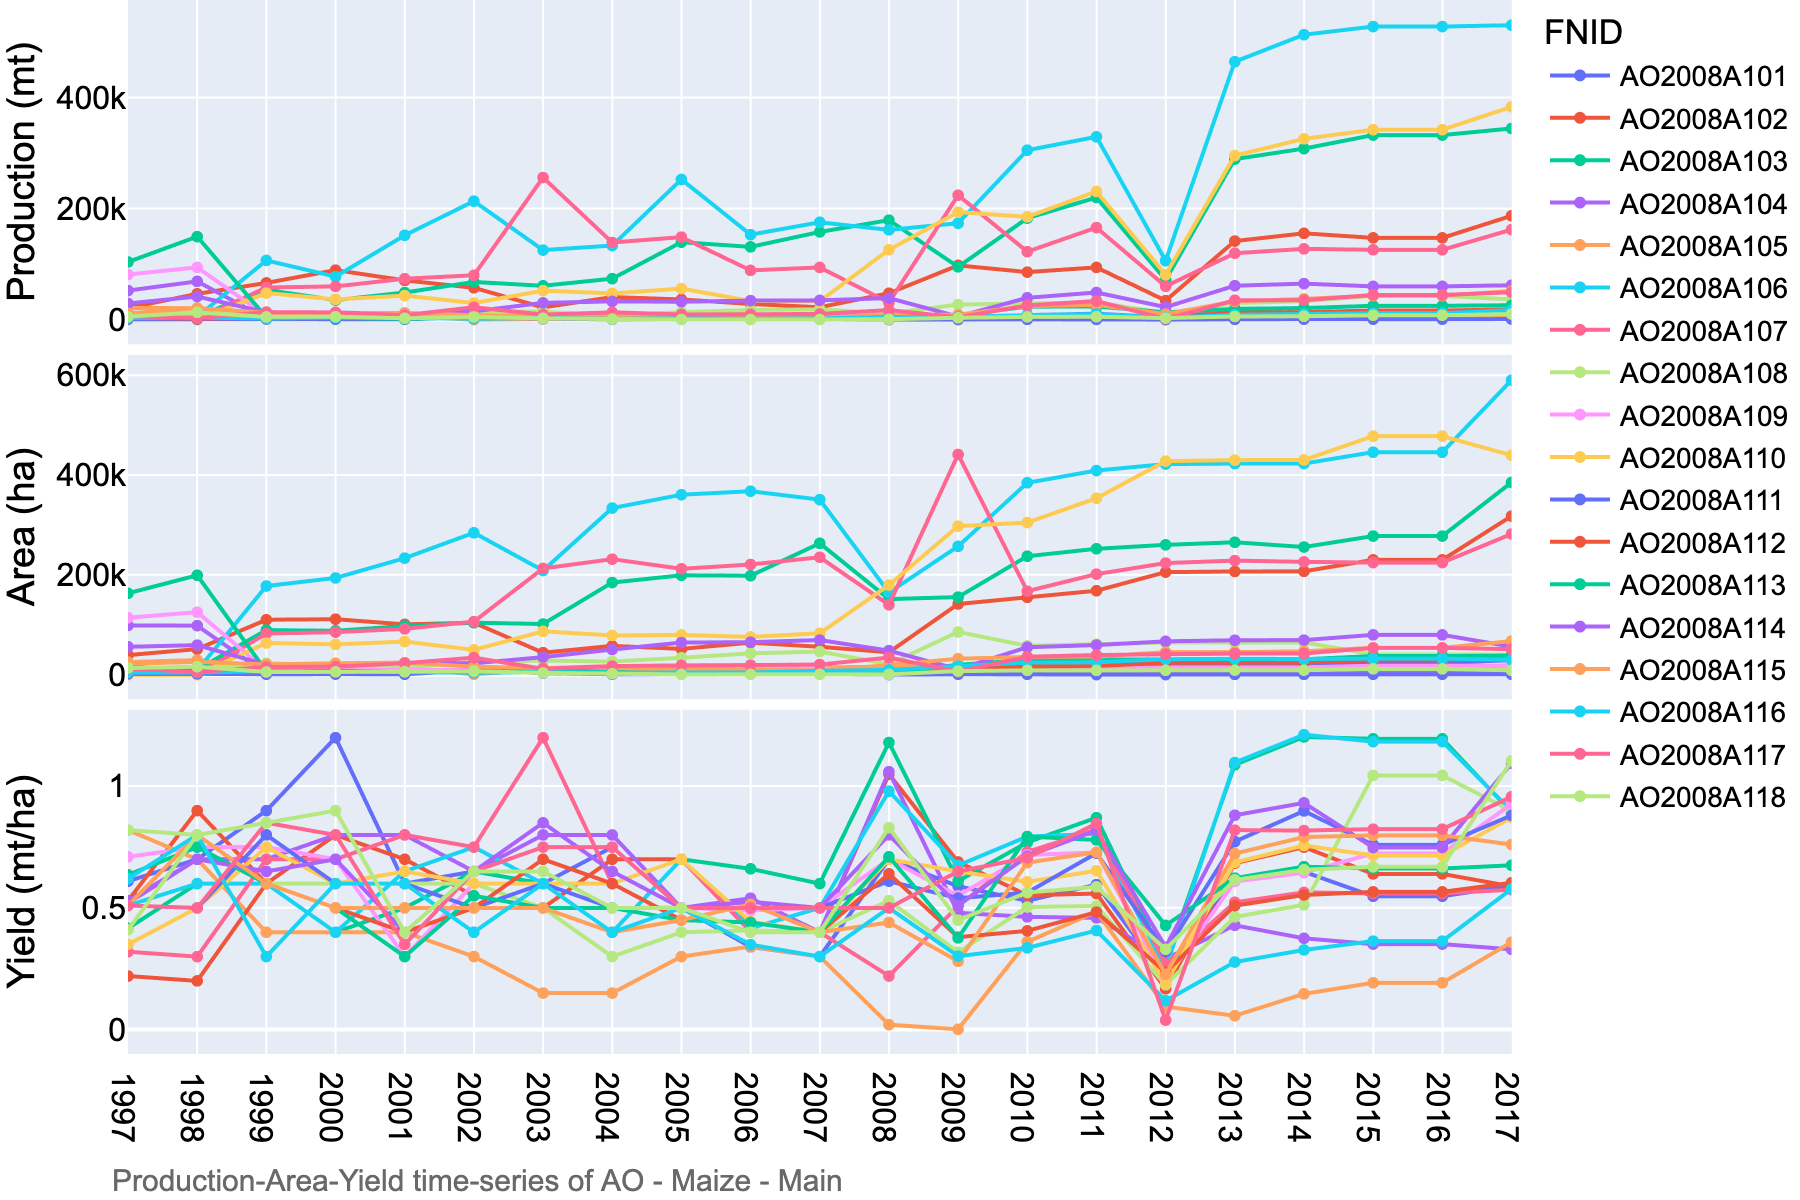 Production (mt)
400k
200k
0
Area (ha)
600k
400k
200k
0
Yield (mt/ha)
1
0.5
0
1997
1998
1999
2000
2001
2002
2003
2004
2005
2006
2007
2008
2009
2010
2011
2012
2013
2014
2015
2016
2017
Production-Area-Yield time-series of AO - Maize - Main
FNID
AO2008A101
AO2008A102
AO2008A103
AO2008A104
AO2008A105
AO2008A106
AO2008A107
AO2008A108
AO2008A109
AO2008A110
AO2008A111
AO2008A112
AO2008A113
AO2008A114
AO2008A115
AO2008A116
AO2008A117
AO2008A118